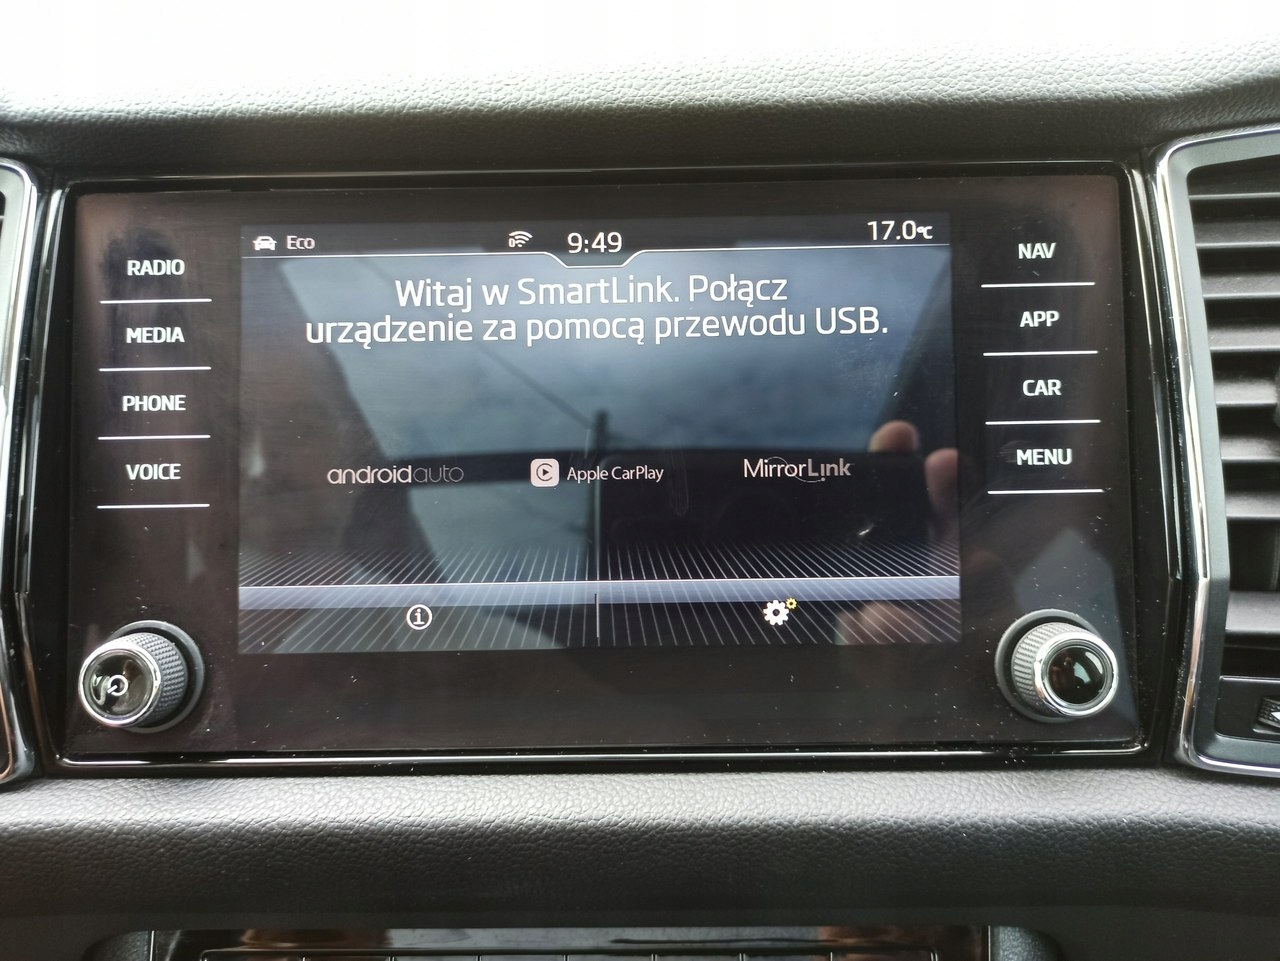 Eco 9:49 17.0°C
Witaj w SmartLink. Połącz
urządzenie za pomocą przewodu USB.
androidauto Apple CarPlay MirrorLink
RADIO
MEDIA
PHONE
VOICE
NAV
APP
CAR
MENU